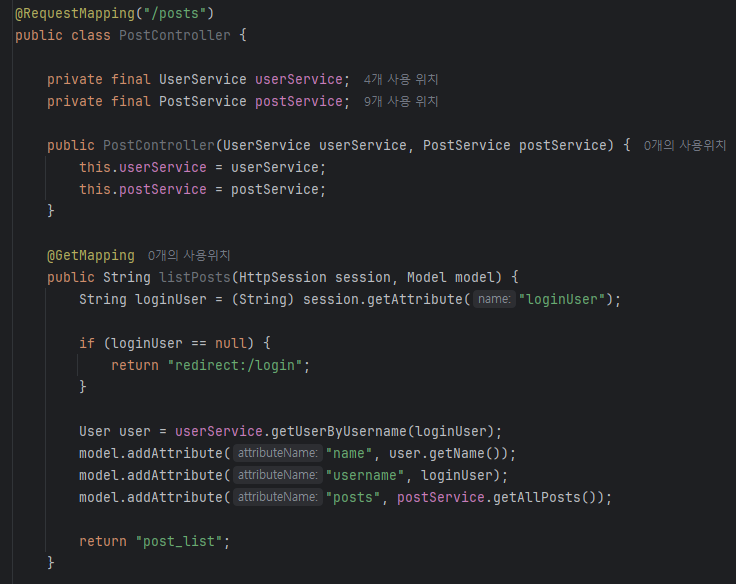 @RequestMapping("/posts")
public class PostController {
private final UserService userService; 4개 사용 위치
private final PostService postService; 9개 사용 위치
public PostController(UserService userService, PostService postService) { 0개의 사용위치
this.userService = userService;
this.postService = postService;
}
@GetMapping 0개의 사용위치
public String listPosts(HttpSession session, Model model) {
String loginUser = (String) session.getAttribute( name: "loginUser");
if (loginUser == null) {
return "redirect:/login";
}
User user = userService.getUserByUsername(loginUser);
model.addAttribute( attributeName: "name", user.getName());
model.addAttribute( attributeName: "username", loginUser);
model.addAttribute( attributeName: "posts", postService.getAllPosts());
return "post_list";
}